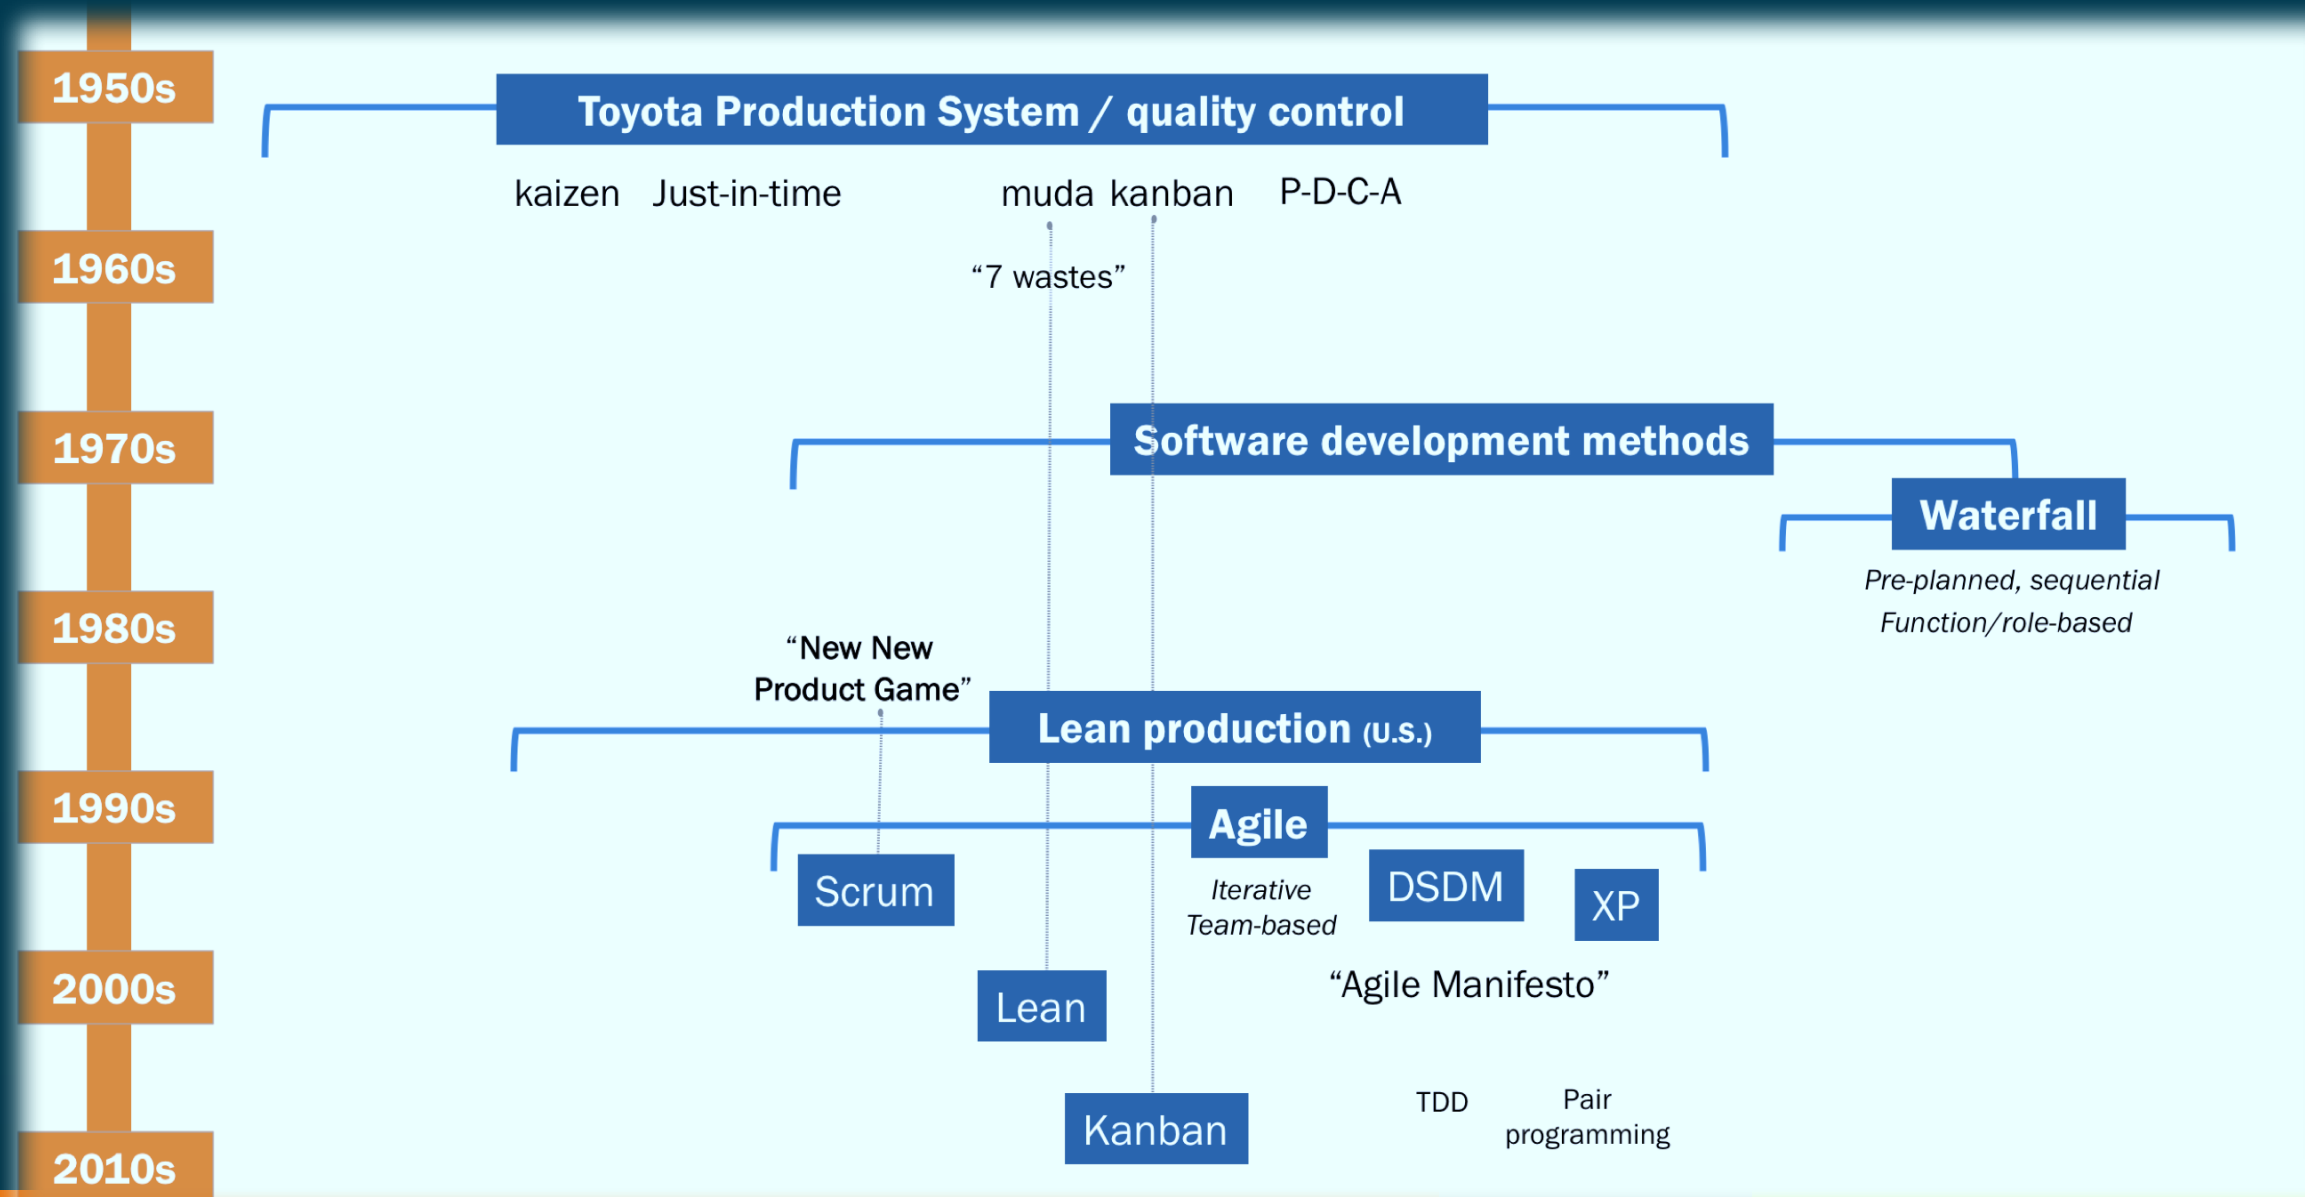 1950s
Toyota Production System / quality control
kaizen Just-in-time muda kanban P-D-C-A
1960s
“7 wastes”
1970s
Software development methods
Waterfall
Pre-planned, sequential
Function/role-based
1980s
“New New
Product Game”
Lean production (U.S.)
1990s
Agile
Iterative
Team-based
Scrum
DSDM
XP
2000s
“Agile Manifesto”
Lean
Kanban
TDD
Pair
programming
2010s